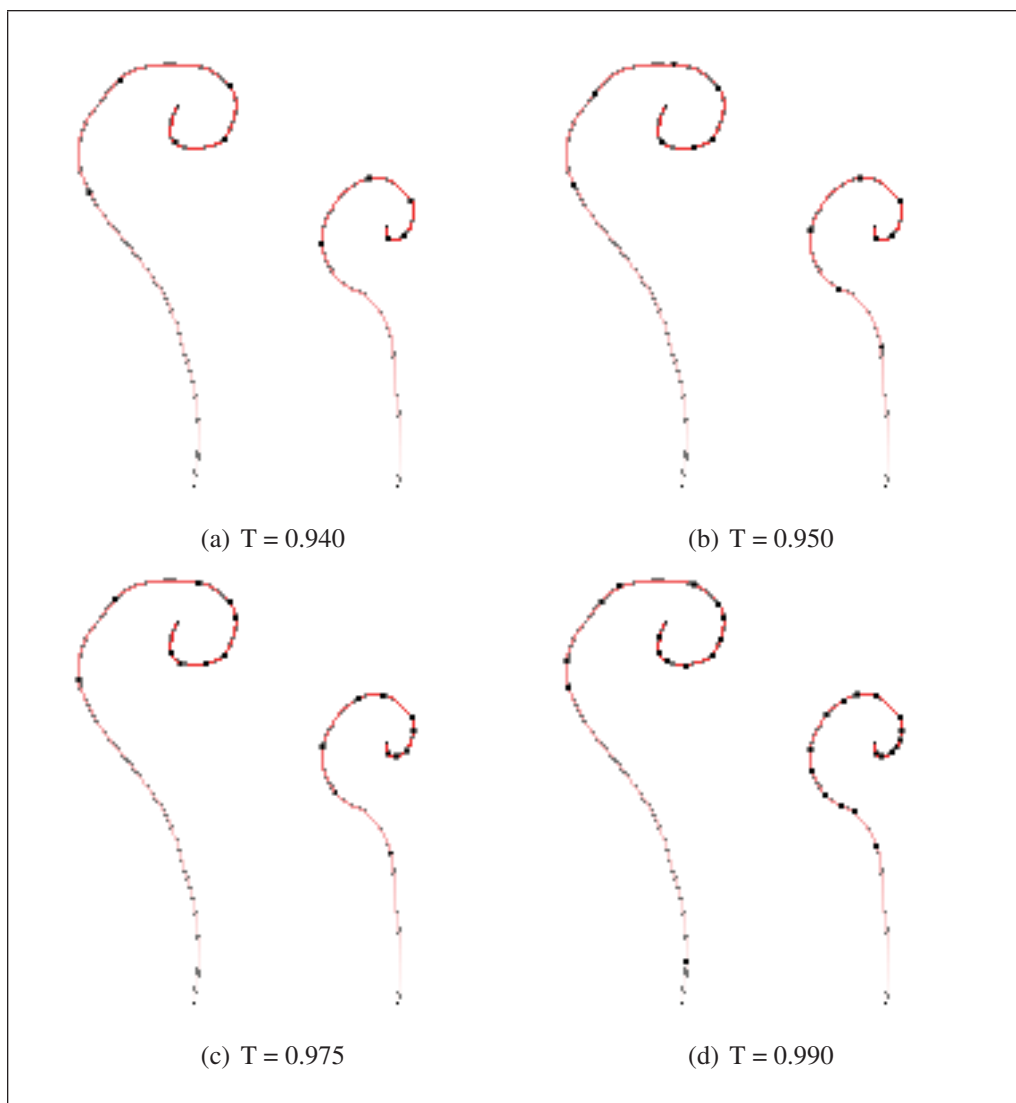 (a) T = 0.940
(b) T = 0.950
(c) T = 0.975
(d) T = 0.990